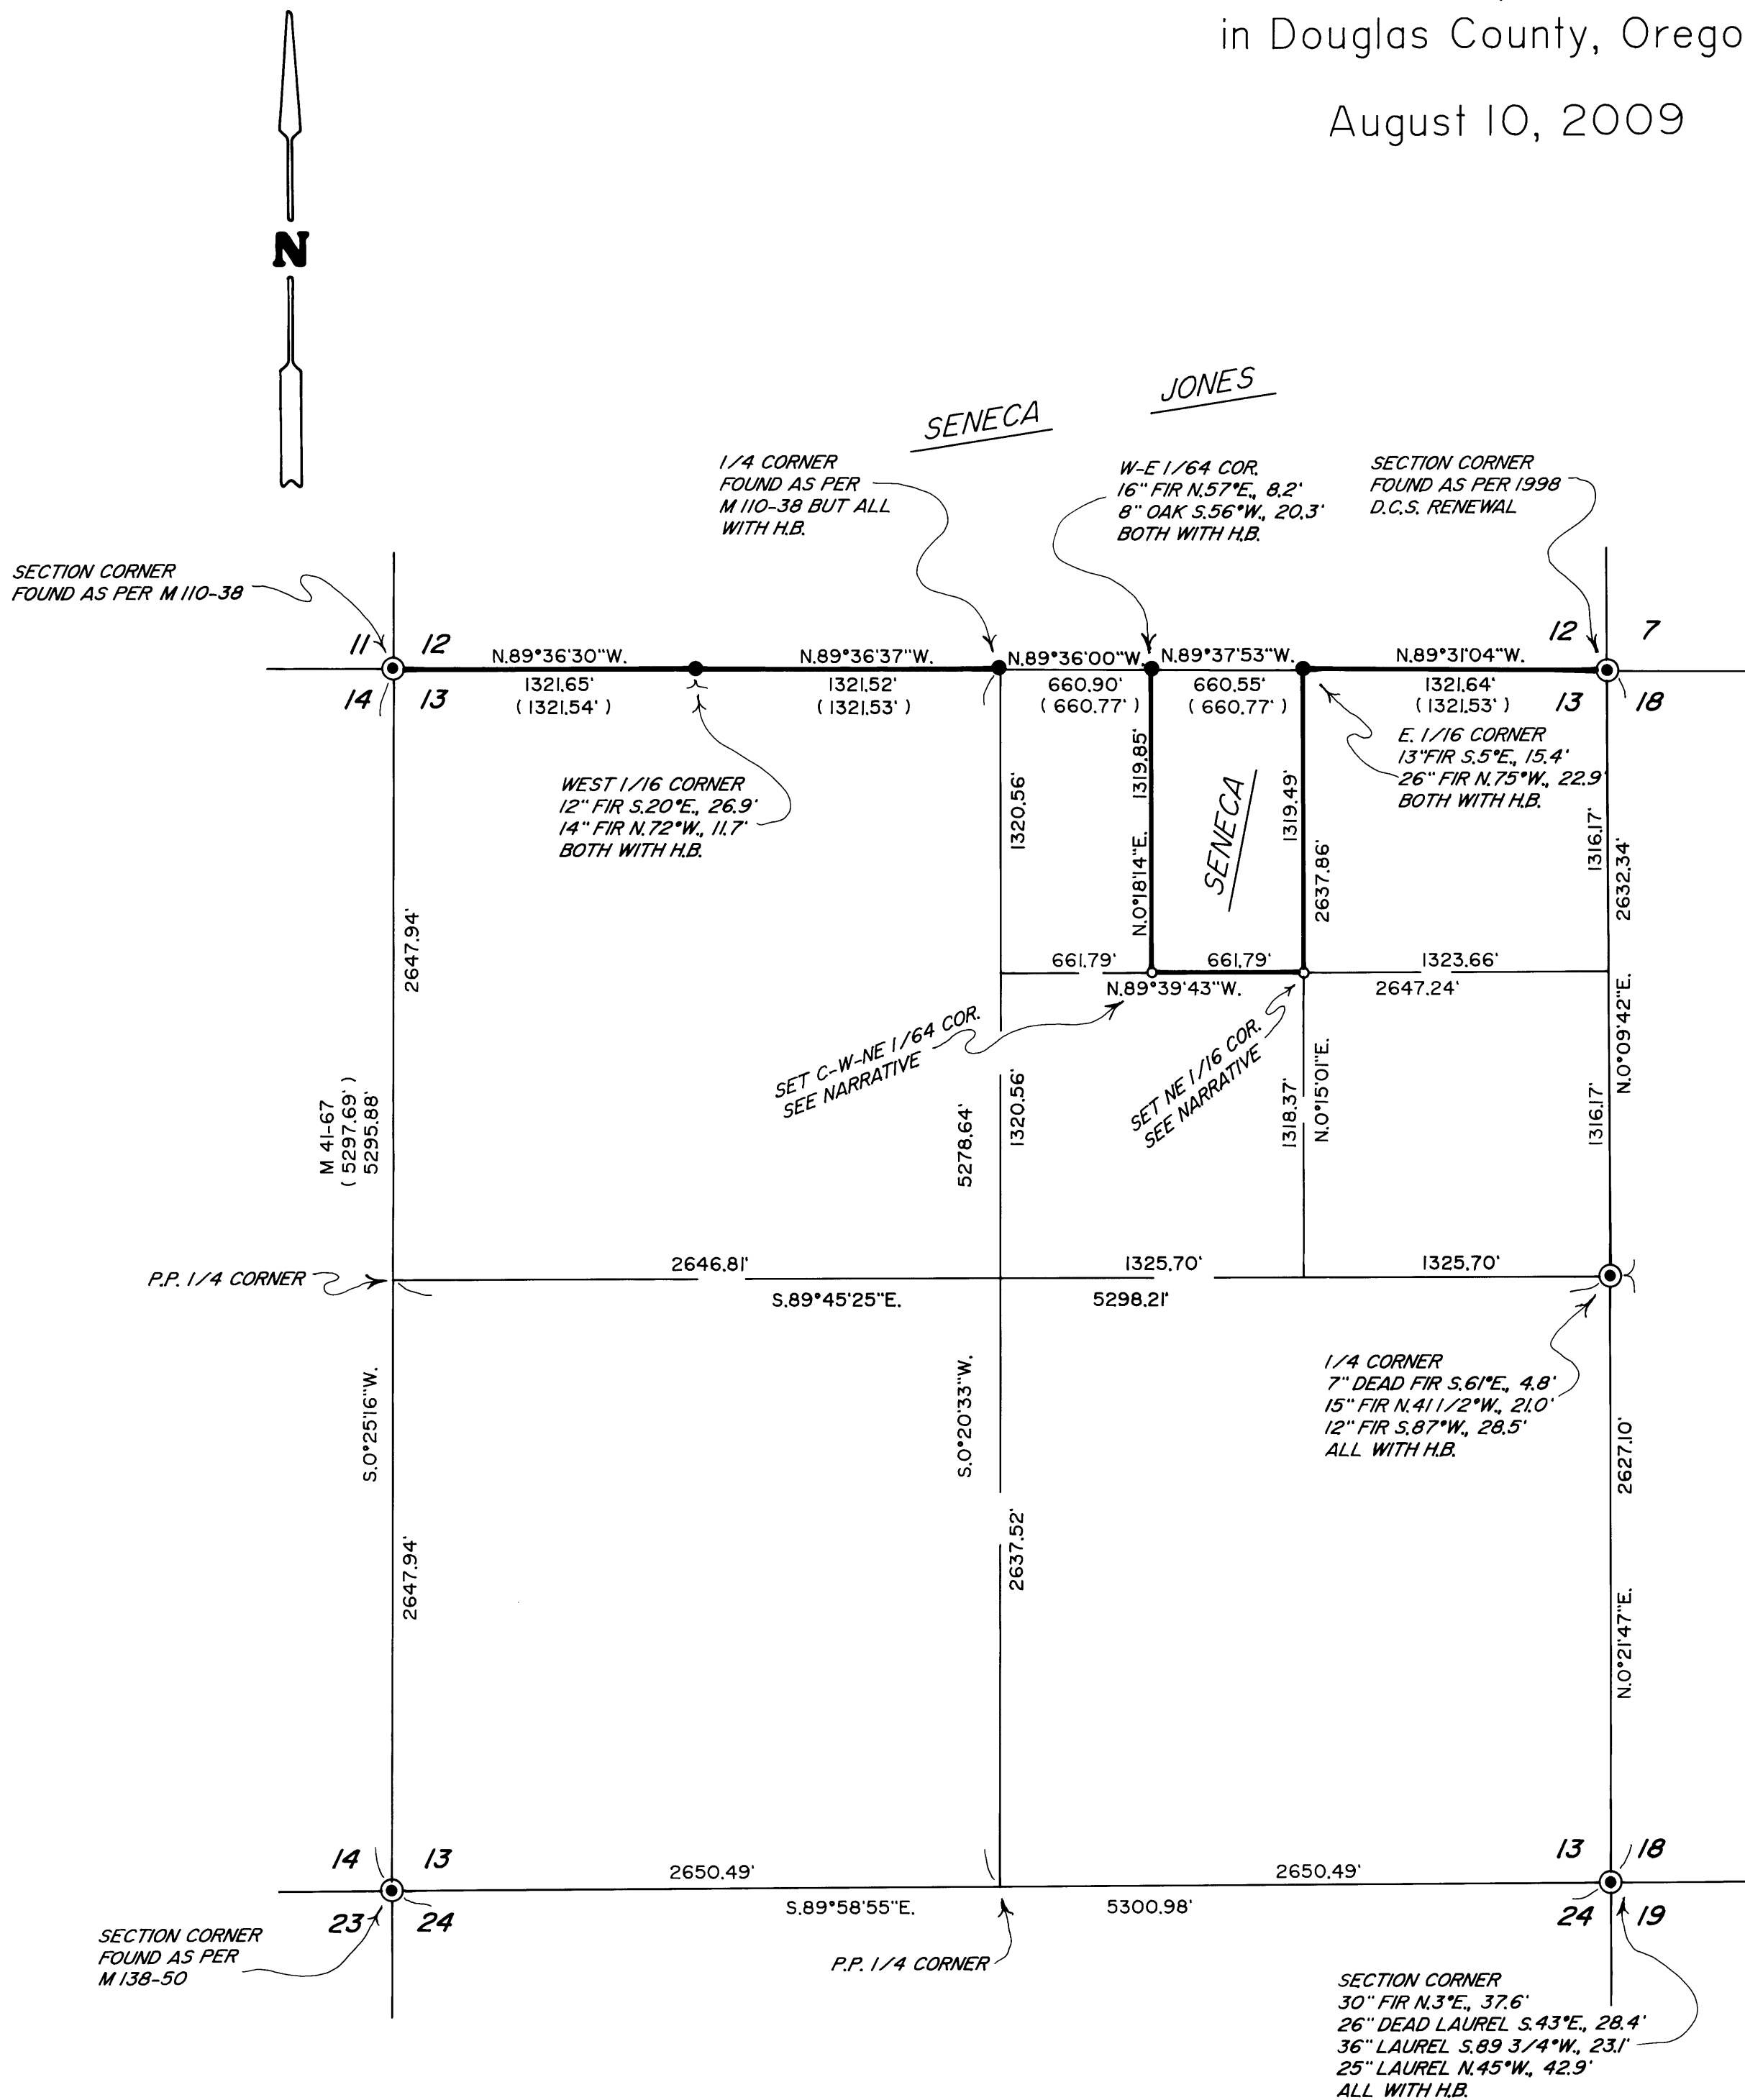 in Douglas County, Orego
August 10, 2009
N
SENECA
JONES
1/4 CORNER
FOUND AS PER
M 110-38 BUT ALL
WITH H.B.
W-E 1/64 COR.
16" FIR N.57°E., 8.2'
8" OAK S.56°W., 20.3'
BOTH WITH H.B.
SECTION CORNER
FOUND AS PER 1998
D.C.S. RENEWAL
SECTION CORNER
FOUND AS PER M 110-38
11 12
14 13
12 7
13 18
N.89°36'30"W.
1321.65'
( 1321.54' )
N.89°36'37"W.
1321.52'
( 1321.53' )
N.89°36'00"W.
660.90'
( 660.77' )
N.89°37'53"W.
660.55'
( 660.77' )
N.89°31'04"W.
1321.64'
( 1321.53' )
WEST 1/16 CORNER
12" FIR S.20°E., 26.9'
14" FIR N.72°W., 11.7'
BOTH WITH H.B.
E. 1/16 CORNER
13" FIR S.5°E., 15.4'
26" FIR N.75°W., 22.9'
BOTH WITH H.B.
1320.56'
1319.85'
N.0°18'14"E.
SENECA
1319.49'
2637.86'
1316.17'
2632.34'
2647.94'
661.79'
661.79'
1323.66'
N.89°39'43"W.
2647.24'
N.0°09'42"E.
SET C-W-NE 1/64 COR.
SEE NARRATIVE
SET NE 1/16 COR.
SEE NARRATIVE
M 41-67
( 5297.69' )
5295.88'
5278.64'
1320.56'
1318.37'
N.0°15'01"E.
1316.17'
P.P. 1/4 CORNER
2646.81'
1325.70'
1325.70'
S.89°45'25"E.
5298.21'
1/4 CORNER
7" DEAD FIR S.61°E., 4.8'
15" FIR N.41 1/2°W., 21.0'
12" FIR S.87°W., 28.5'
ALL WITH H.B.
S.0°25'16"W.
S.0°20'33"W.
2627.10'
2647.94'
2637.52'
N.0°21'47"E.
14 13
23 24
2650.49'
2650.49'
S.89°58'55"E.
5300.98'
13 18
24 19
SECTION CORNER
FOUND AS PER
M 138-50
P.P. 1/4 CORNER
SECTION CORNER
30" FIR N.3°E., 37.6'
26" DEAD LAUREL S.43°E., 28.4'
36" LAUREL S.89 3/4°W., 23.1'
25" LAUREL N.45°W., 42.9'
ALL WITH H.B.